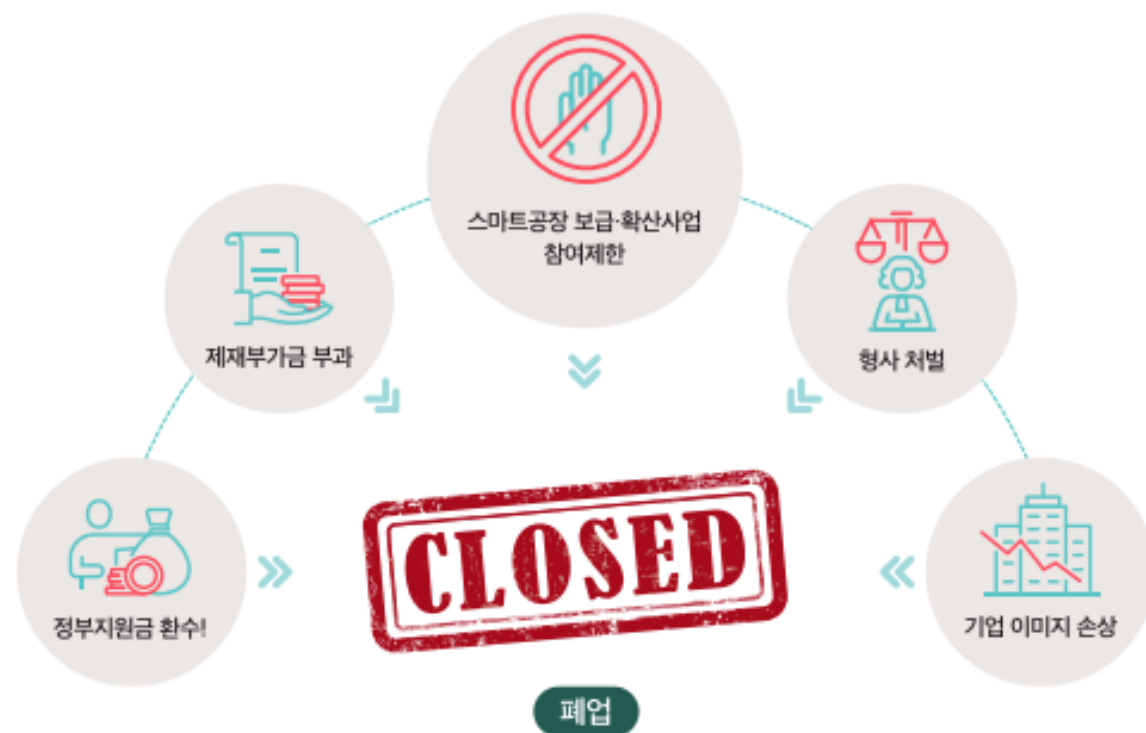 스마트공장 보급·확산사업
참여제한
제재부가금 부과
형사 처벌
정부지원금 환수!
CLOSED
기업 이미지 손상
폐업